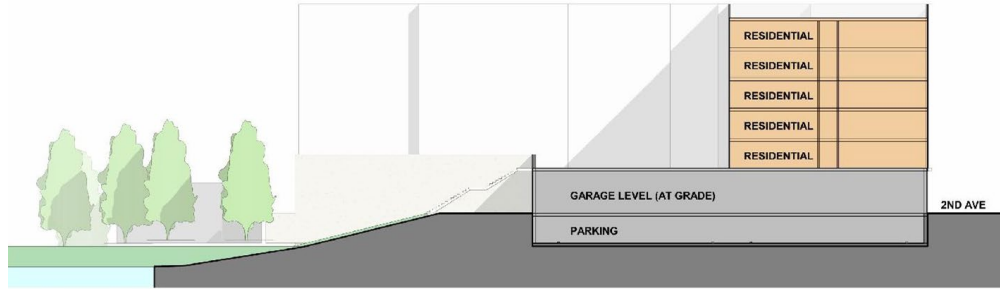 RESIDENTIAL
RESIDENTIAL
RESIDENTIAL
RESIDENTIAL
RESIDENTIAL
GARAGE LEVEL (AT GRADE)
2ND AVE
PARKING